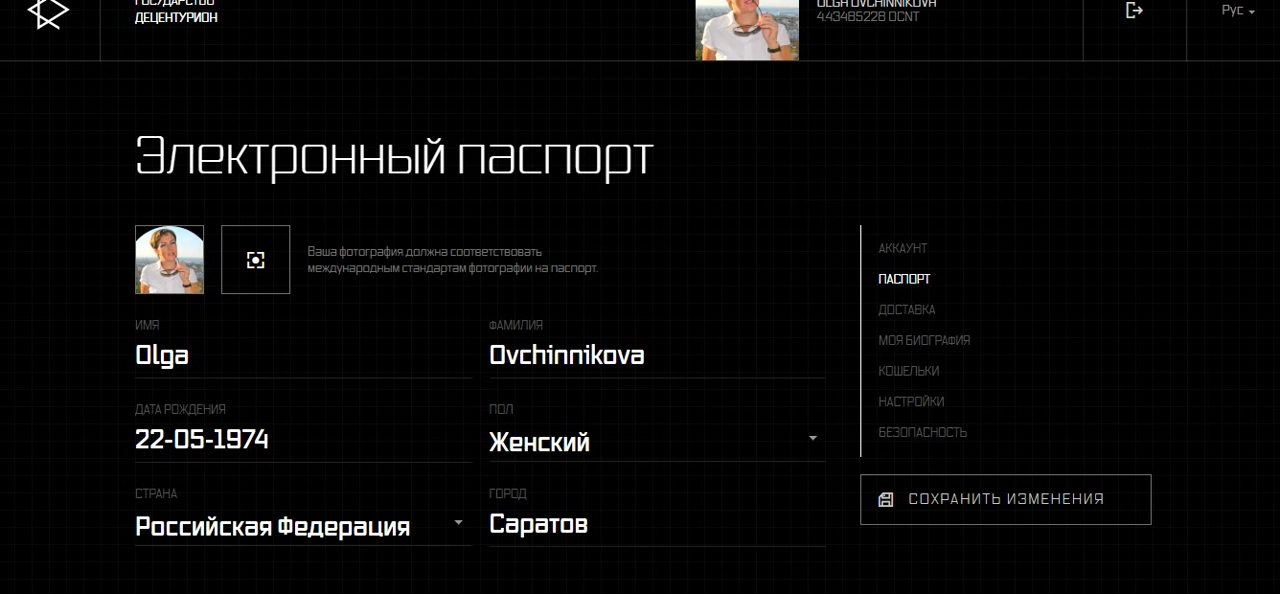 ГОСУДАРСТВО
ДЕЦЕНТУРИОН
OLGA OVCHINNIKOVA
4.43485228 DCNT
Рус
Электронный паспорт
Ваша фотография должна соответствовать
международным стандартам фотографии на паспорт.
ИМЯ
Olga
ФАМИЛИЯ
Ovchinnikova
ДАТА РОЖДЕНИЯ
22-05-1974
ПОЛ
Женский
СТРАНА
Российская Федерация
ГОРОД
Саратов
АККАУНТ
ПАСПОРТ
ДОСТАВКА
МОЯ БИОГРАФИЯ
КОШЕЛЬКИ
НАСТРОЙКИ
БЕЗОПАСНОСТЬ
СОХРАНИТЬ ИЗМЕНЕНИЯ